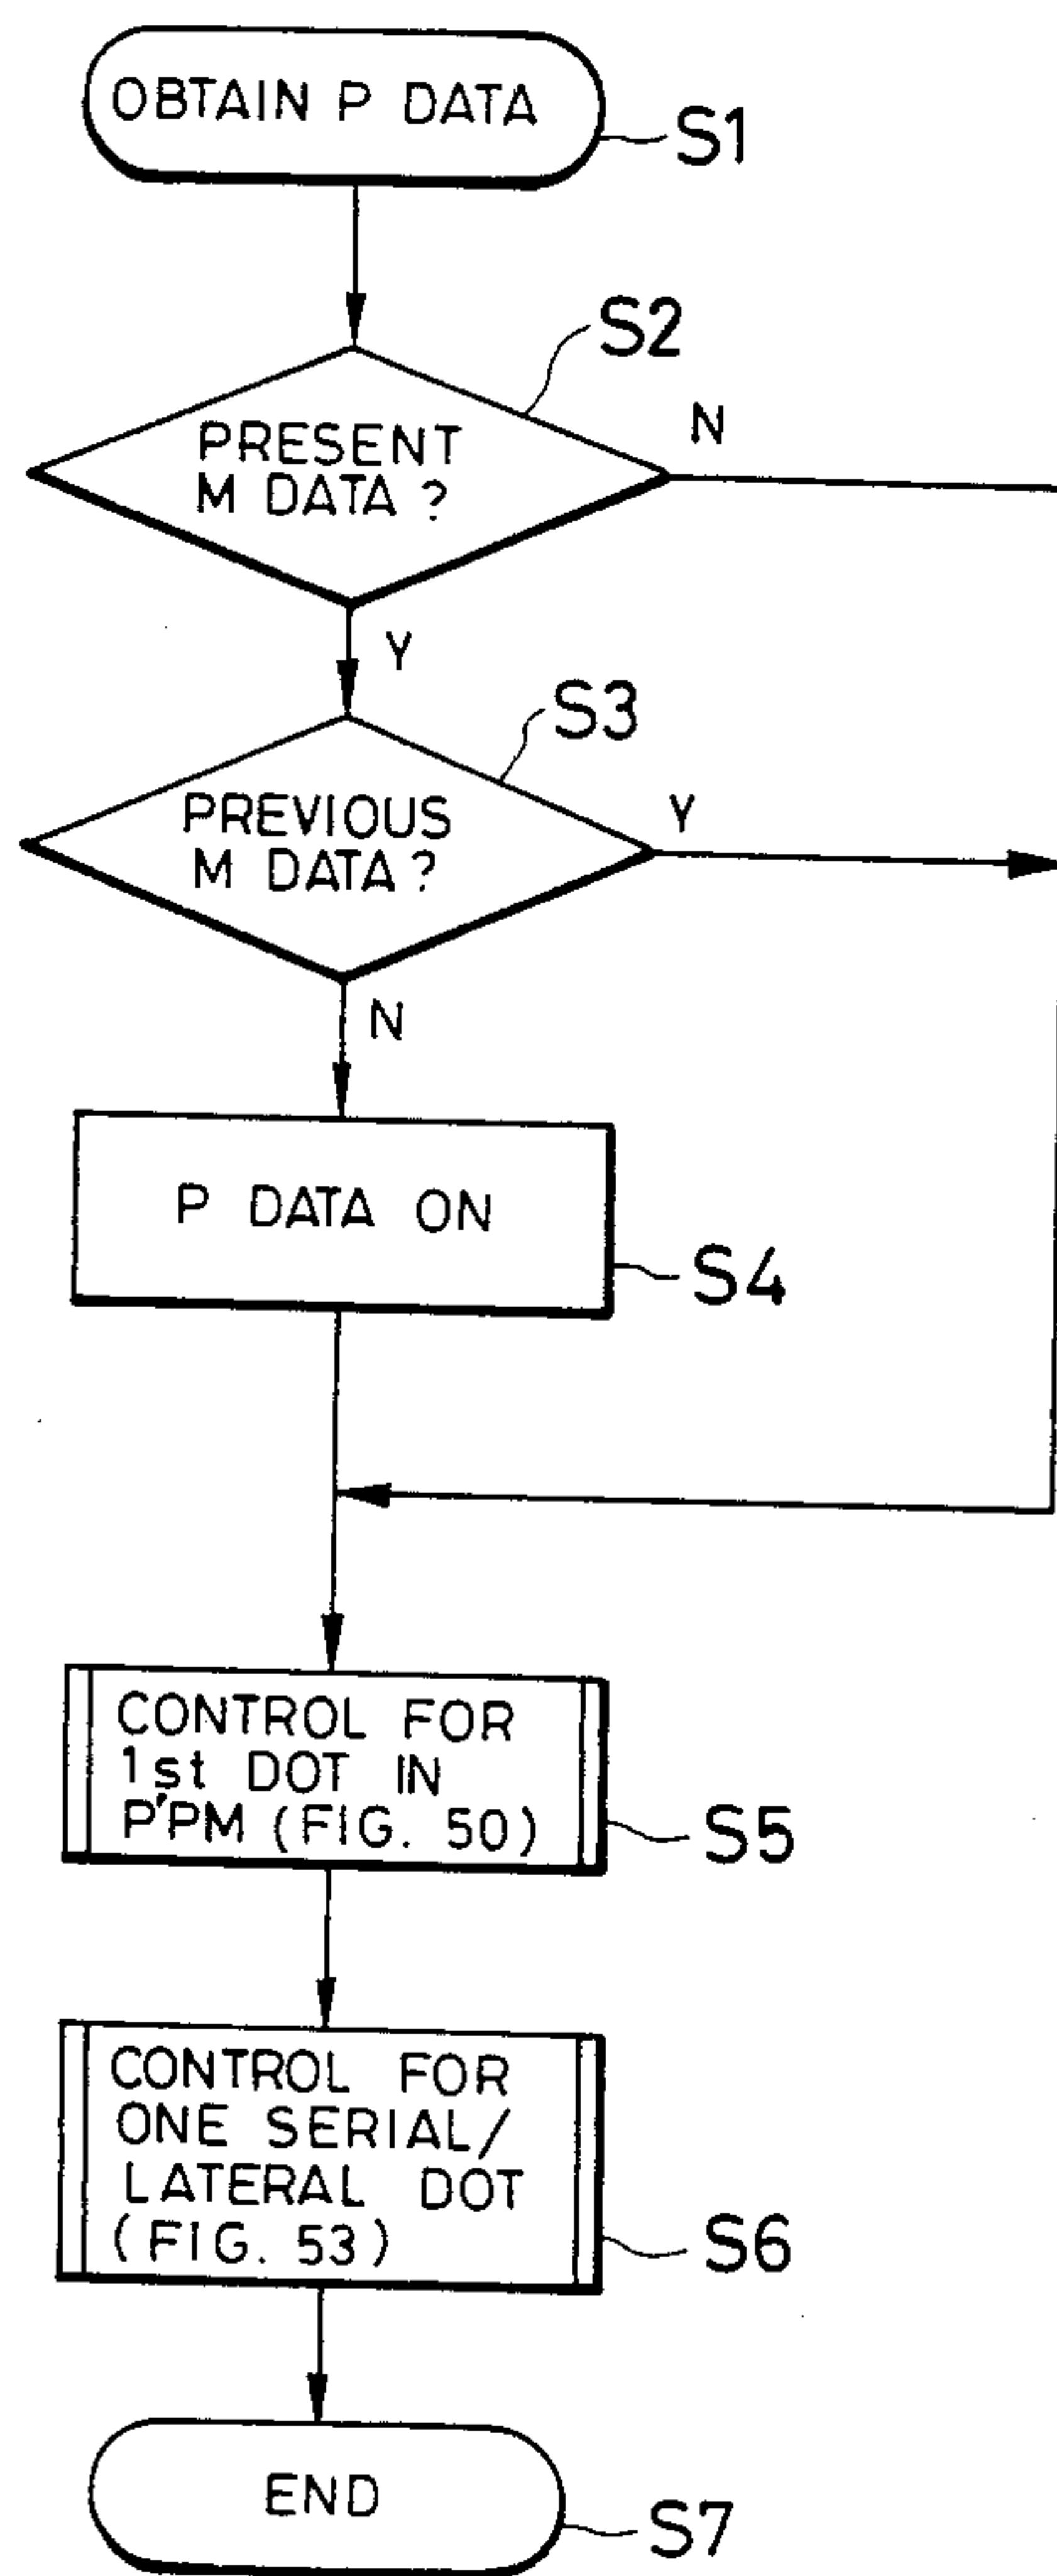 OBTAIN P DATA
S1
S2
PRESENT
M DATA ?
N
Y
S3
PREVIOUS
M DATA ?
Y
N
P DATA ON
S4
CONTROL FOR
1st DOT IN
P'PM (FIG. 50)
S5
CONTROL FOR
ONE SERIAL/
LATERAL DOT
(FIG. 53)
S6
END
S7